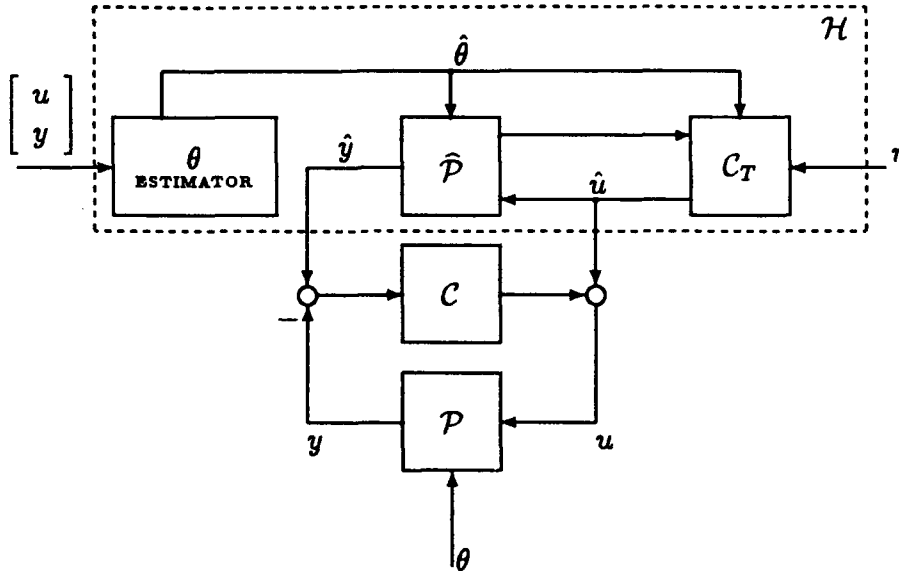 ℋ
θ̂
u
y
θ
ESTIMATOR
ŷ
𝒫̂
û
𝒞_T
r
𝒞
−
𝒫
y
u
θ